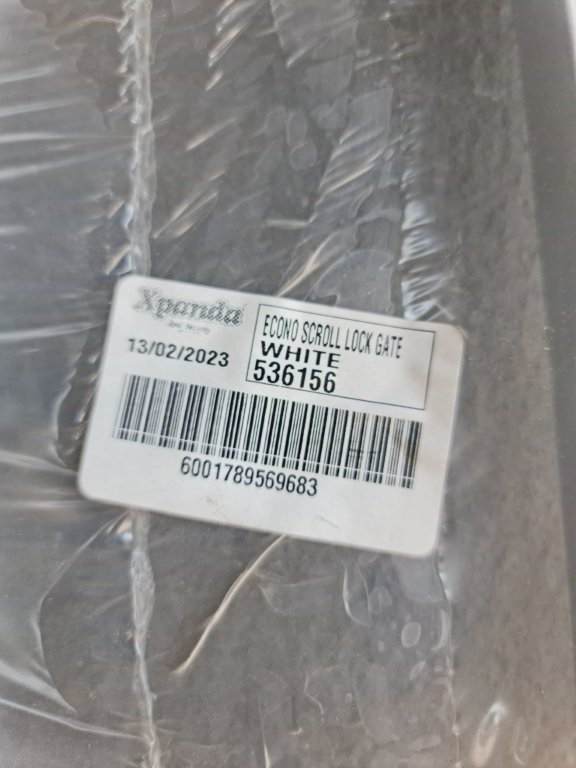 Xpanda
13/02/2023
ECONO SCROLL LOCK GATE
WHITE
536156
6001789569683